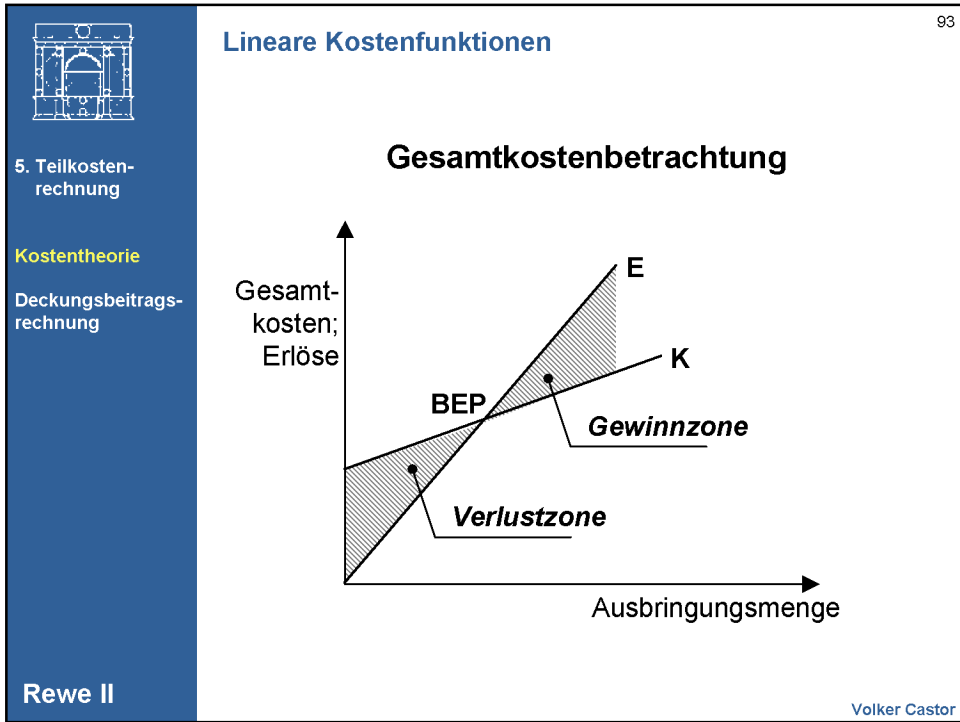 93
Lineare Kostenfunktionen
5. Teilkosten-
rechnung
Kostentheorie
Deckungsbeitrags-
rechnung
Gesamtkostenbetrachtung
Gesamt-
kosten;
Erlöse
E
K
BEP
Gewinnzone
Verlustzone
Ausbringungsmenge
Rewe II
Volker Castor